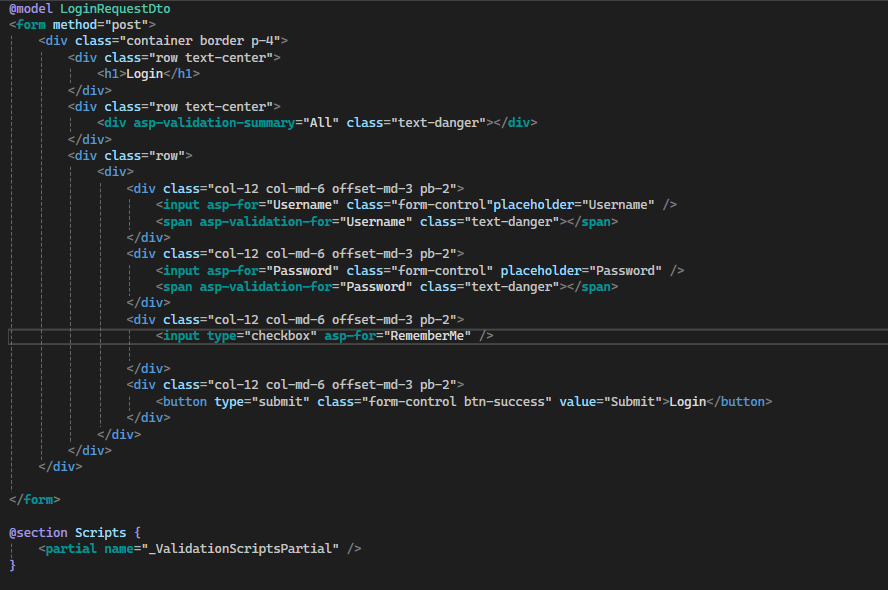 @model LoginRequestDto
<form method="post">
    <div class="container border p-4">
        <div class="row text-center">
            <h1>Login</h1>
        </div>
        <div class="row text-center">
            <div asp-validation-summary="All" class="text-danger"></div>
        </div>
        <div class="row">
            <div>
                <div class="col-12 col-md-6 offset-md-3 pb-2">
                    <input asp-for="Username" class="form-control"placeholder="Username" />
                    <span asp-validation-for="Username" class="text-danger"></span>
                </div>
                <div class="col-12 col-md-6 offset-md-3 pb-2">
                    <input asp-for="Password" class="form-control" placeholder="Password" />
                    <span asp-validation-for="Password" class="text-danger"></span>
                </div>
                <div class="col-12 col-md-6 offset-md-3 pb-2">
                    <input type="checkbox" asp-for="RememberMe" />

                </div>
                <div class="col-12 col-md-6 offset-md-3 pb-2">
                    <button type="submit" class="form-control btn-success" value="Submit">Login</button>
                </div>
            </div>
        </div>
    </div>

</form>

@section Scripts {
    <partial name="_ValidationScriptsPartial" />
}